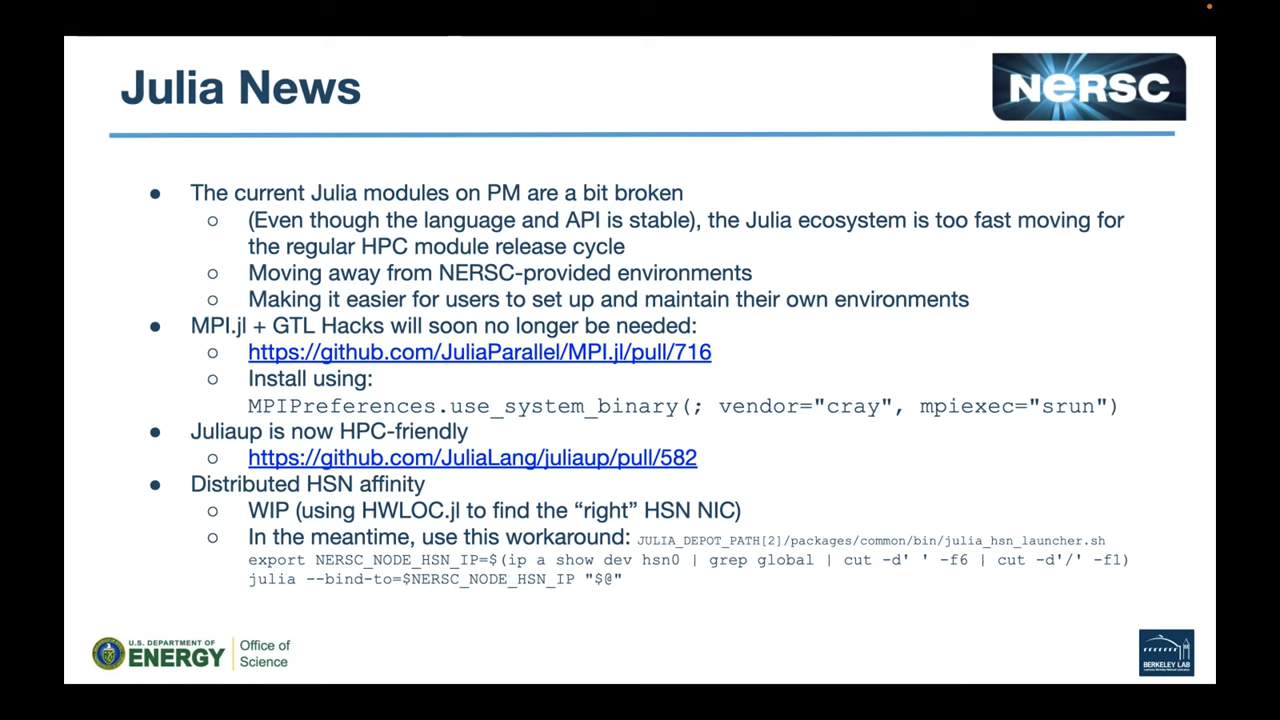 Julia News
NERSC
● The current Julia modules on PM are a bit broken
○ (Even though the language and API is stable), the Julia ecosystem is too fast moving for
the regular HPC module release cycle
○ Moving away from NERSC-provided environments
○ Making it easier for users to set up and maintain their own environments
● MPI.jl + GTL Hacks will soon no longer be needed:
○ https://github.com/JuliaParallel/MPI.jl/pull/716
○ Install using:
MPIPreferences.use_system_binary(; vendor="cray", mpiexec="srun")
● Juliaup is now HPC-friendly
○ https://github.com/JuliaLang/juliaup/pull/582
● Distributed HSN affinity
○ WIP (using HWLOC.jl to find the “right” HSN NIC)
○ In the meantime, use this workaround: JULIA_DEPOT_PATH[2]/packages/common/bin/julia_hsn_launcher.sh
export NERSC_NODE_HSN_IP=$(ip a show dev hsn0 | grep global | cut -d' ' -f6 | cut -d'/' -f1)
julia --bind-to=$NERSC_NODE_HSN_IP "$@"
U.S. DEPARTMENT OF
ENERGY
Office of
Science
BERKELEY LAB